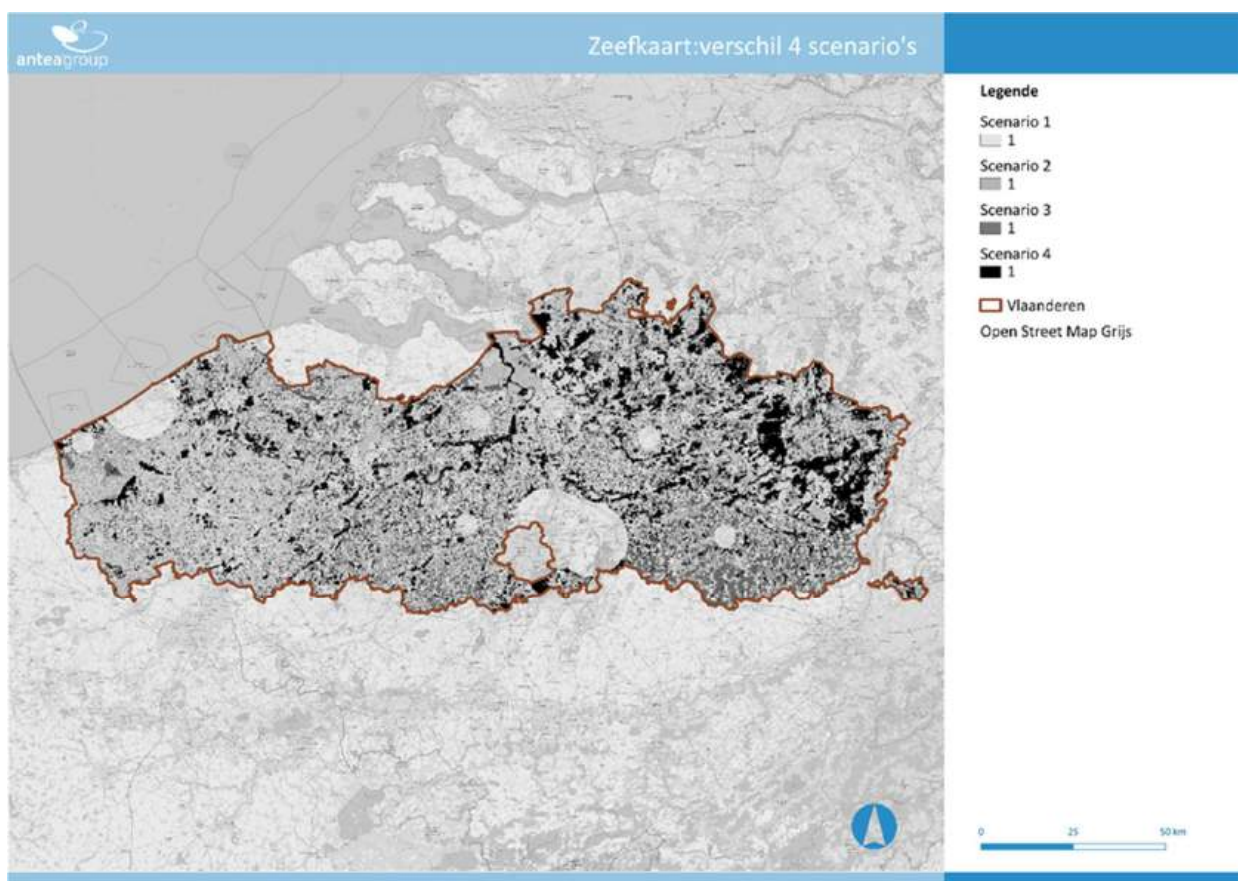 anteagroup
Zeefkaart:verschil 4 scenario's
Legende
Scenario 1
1
Scenario 2
1
Scenario 3
1
Scenario 4
1
Vlaanderen
Open Street Map Grijs
0 25 50 km